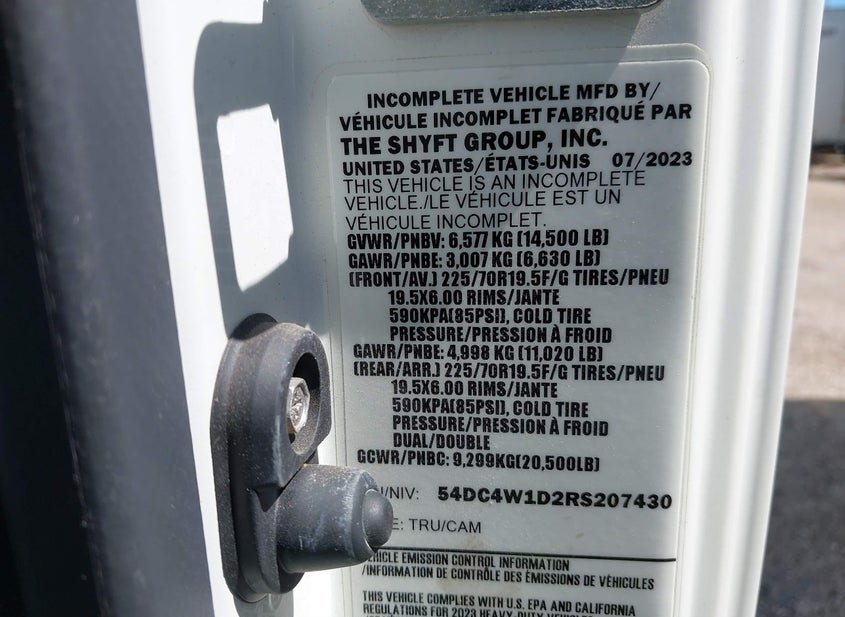 INCOMPLETE VEHICLE MFD BY/
VÉHICULE INCOMPLET FABRIQUÉ PAR
THE SHYFT GROUP, INC.
UNITED STATES/ÉTATS-UNIS 07/2023
THIS VEHICLE IS AN INCOMPLETE
VEHICLE./LE VÉHICULE EST UN
VÉHICULE INCOMPLET.
GVWR/PNBV: 6,577 KG (14,500 LB)
GAWR/PNBE: 3,007 KG (6,630 LB)
(FRONT/AV.) 225/70R19.5F/G TIRES/PNEU
19.5X6.00 RIMS/JANTE
590KPA(85PSI), COLD TIRE
PRESSURE/PRESSION À FROID
GAWR/PNBE: 4,998 KG (11,020 LB)
(REAR/ARR.) 225/70R19.5F/G TIRES/PNEU
19.5X6.00 RIMS/JANTE
590KPA(85PSI), COLD TIRE
PRESSURE/PRESSION À FROID
DUAL/DOUBLE
GCWR/PNBC: 9,299KG(20,500LB)
/NIV: 54DC4W1D2RS207430
: TRU/CAM
EMISSION CONTROL INFORMATION
/INFORMATION DE CONTRÔLE DES ÉMISSIONS DE VÉHICULES
THIS VEHICLE COMPLIES WITH U.S. EPA AND CALIFORNIA
REGULATIONS FOR 2023 HEAVY-DUTY VEHICLES